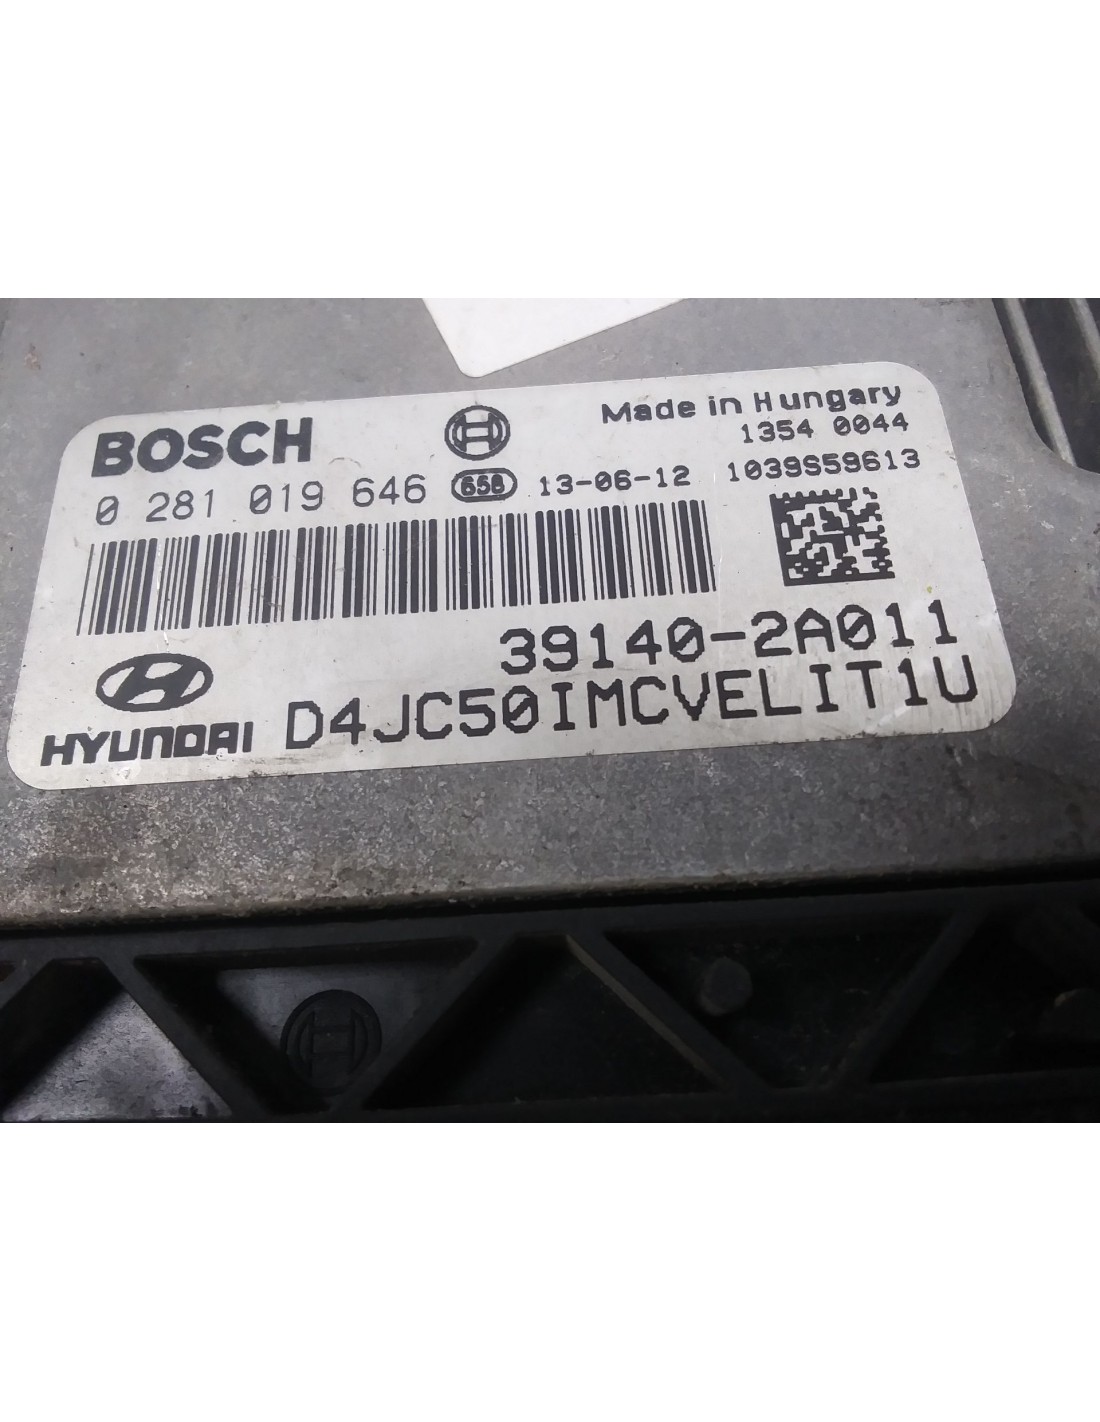 BOSCH
Made in Hungary
1354 0044
0 281 019 646 658 13-06-12 1039S59613
39140-2A011
HYUNDAI D4JC50IMCVELIT1U